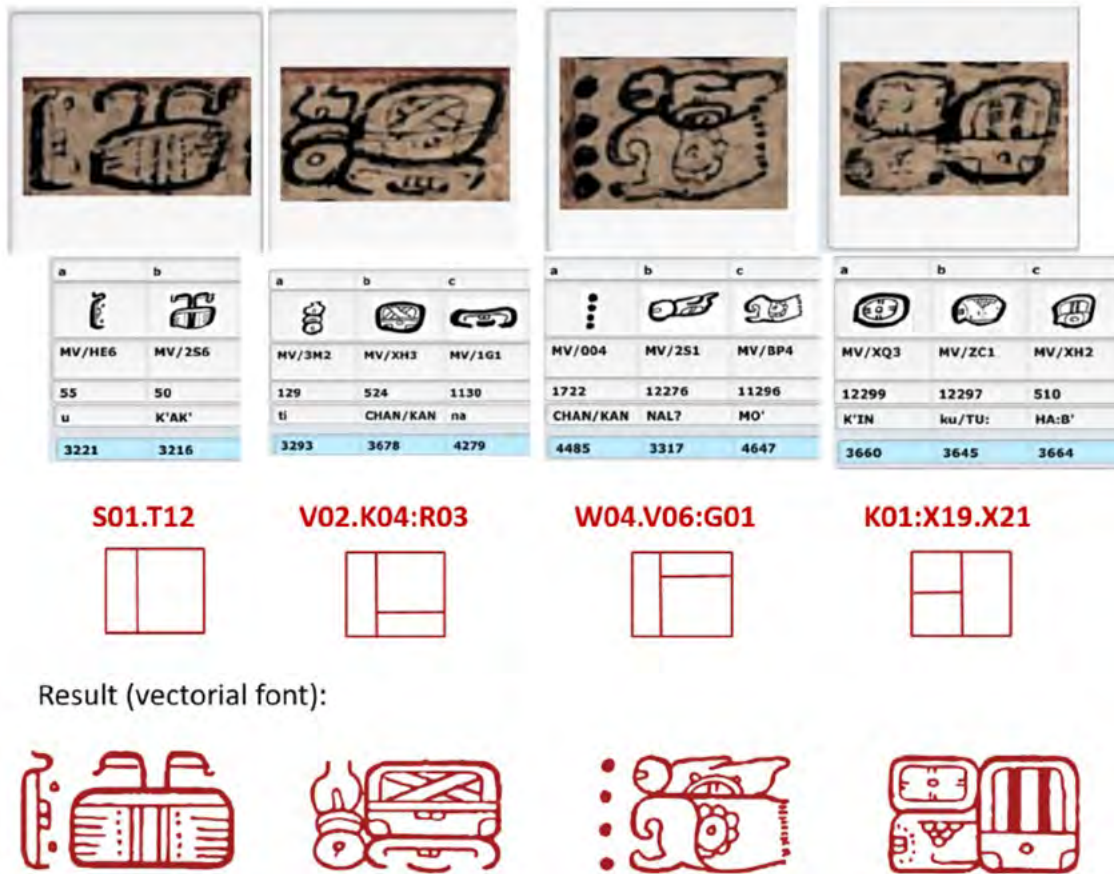 a b
MV/HE6 MV/2S6
55 50
u K'AK'
3221 3216
a b c
MV/3M2 MV/XH3 MV/1G1
129 524 1130
ti CHAN/KAN na
3293 3678 4279
a b c
MV/004 MV/2S1 MV/BP4
1722 12276 11296
CHAN/KAN NAL? MO'
4485 3317 4647
a b c
MV/XQ3 MV/ZC1 MV/XH2
12299 12297 510
K'IN ku/TU: HA:B'
3660 3645 3664
S01.T12 V02.K04:R03 W04.V06:G01 K01:X19.X21
Result (vectorial font):